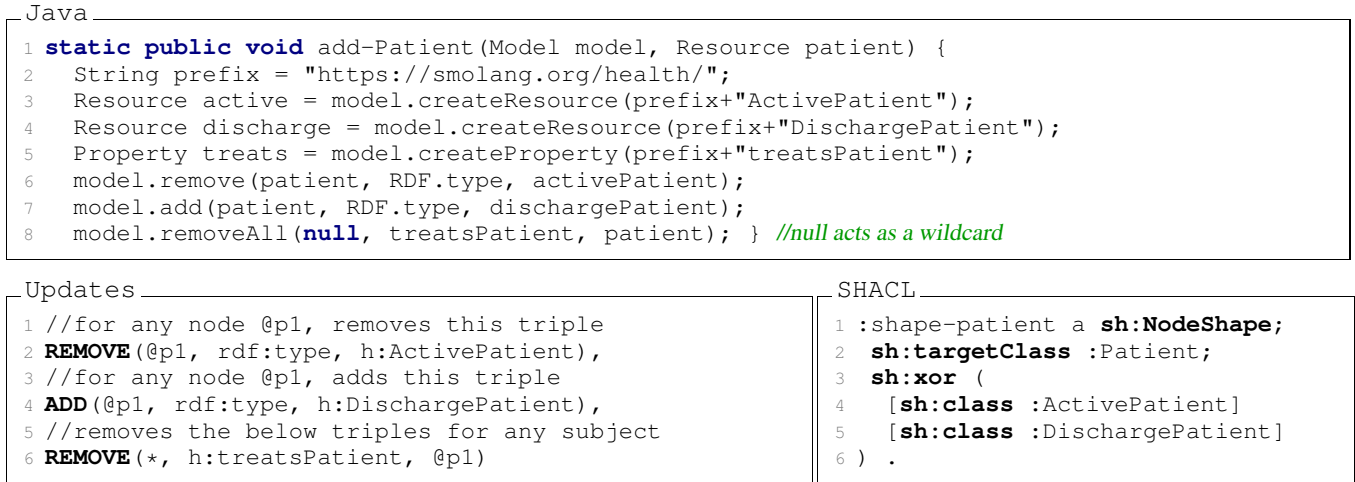 Java
1 static public void add-Patient(Model model, Resource patient) {
2 String prefix = "https://smolang.org/health/";
3 Resource active = model.createResource(prefix+"ActivePatient");
4 Resource discharge = model.createResource(prefix+"DischargePatient");
5 Property treats = model.createProperty(prefix+"treatsPatient");
6 model.remove(patient, RDF.type, activePatient);
7 model.add(patient, RDF.type, dischargePatient);
8 model.removeAll(null, treatsPatient, patient); } //null acts as a wildcard
Updates
1 //for any node @p1, removes this triple
2 REMOVE(@p1, rdf:type, h:ActivePatient),
3 //for any node @p1, adds this triple
4 ADD(@p1, rdf:type, h:DischargePatient),
5 //removes the below triples for any subject
6 REMOVE(*, h:treatsPatient, @p1)
SHACL
1 :shape-patient a sh:NodeShape;
2 sh:targetClass :Patient;
3 sh:xor (
4 [sh:class :ActivePatient]
5 [sh:class :DischargePatient]
6 ) .